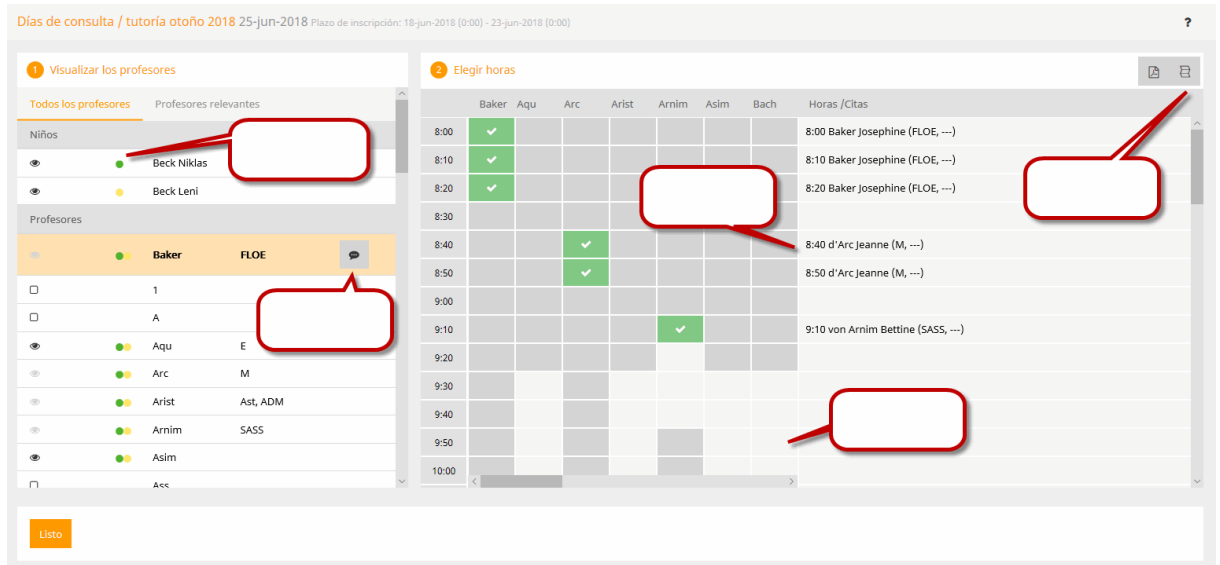 Días de consulta / tutoría otoño 2018 25-jun-2018 Plazo de inscripción: 18-jun-2018 (0:00) - 23-jun-2018 (0:00)
?
1 Visualizar los profesores
Todos los profesores Profesores relevantes
Niños
Beck Niklas
Beck Leni
Profesores
Baker FLOE
1
A
Aqu E
Arc M
Arist Ast, ADM
Arnim SASS
Asim
Ass
2 Elegir horas
Baker Aqu Arc Arist Arnim Asim Bach Horas /Citas
8:00 8:00 Baker Josephine (FLOE, ---)
8:10 8:10 Baker Josephine (FLOE, ---)
8:20 8:20 Baker Josephine (FLOE, ---)
8:30
8:40 8:40 d'Arc Jeanne (M, ---)
8:50 8:50 d'Arc Jeanne (M, ---)
9:00
9:10 9:10 von Arnim Bettine (SASS, ---)
9:20
9:30
9:40
9:50
10:00
Listo